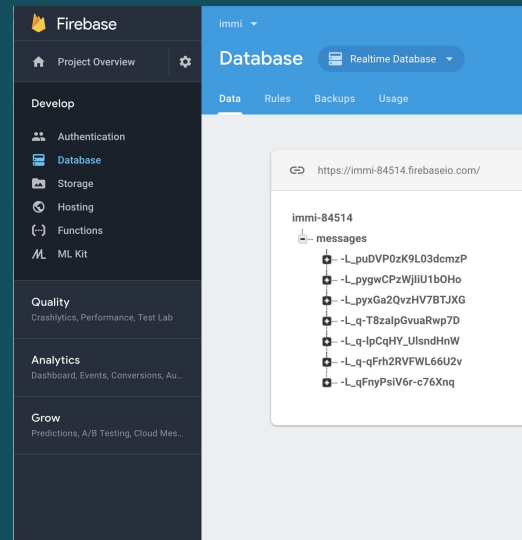 Firebase
Project Overview
Develop
Authentication
Database
Storage
Hosting
Functions
ML Kit
Quality
Crashlytics, Performance, Test Lab
Analytics
Dashboard, Events, Conversions, Au...
Grow
Predictions, A/B Testing, Cloud Mes...
immi
Database
Realtime Database
Data Rules Backups Usage
https://immi-84514.firebaseio.com/
immi-84514
messages
-L_puDVP0zK9L03dcmzP
-L_pygwCPzWjIiU1bOHo
-L_pyxGa2QvzHV7BTJXG
-L_q-T8zaIpGvuaRwp7D
-L_q-lpCqHY_UlsndHnW
-L_q-qFrh2RVFWL66U2v
-L_qFnyPsiV6r-c76Xnq